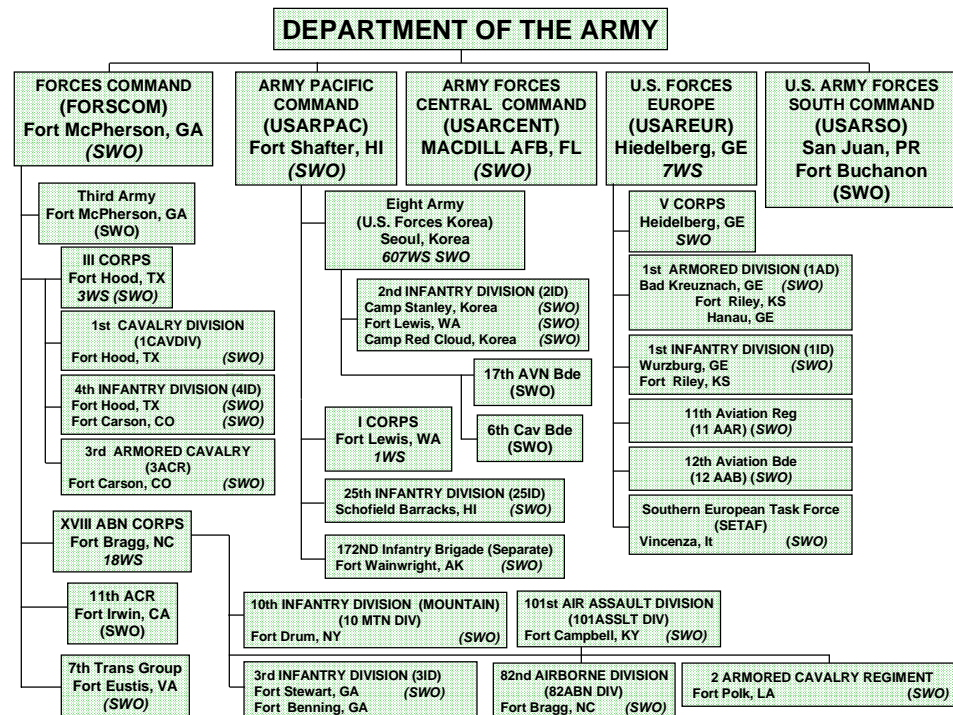 DEPARTMENT OF THE ARMY
FORCES COMMAND
(FORSCOM)
Fort McPherson, GA
(SWO)
ARMY PACIFIC
COMMAND
(USARPAC)
Fort Shafter, HI
(SWO)
ARMY FORCES
CENTRAL COMMAND
(USARCENT)
MACDILL AFB, FL
(SWO)
U.S. FORCES
EUROPE
(USAREUR)
Hiedelberg, GE
7WS
U.S. ARMY FORCES
SOUTH COMMAND
(USARSO)
San Juan, PR
Fort Buchanon
(SWO)
Third Army
Fort McPherson, GA
(SWO)
III CORPS
Fort Hood, TX
3WS (SWO)
1st CAVALRY DIVISION
(1CAVDIV)
Fort Hood, TX (SWO)
4th INFANTRY DIVISION (4ID)
Fort Hood, TX (SWO)
Fort Carson, CO (SWO)
3rd ARMORED CAVALRY
(3ACR)
Fort Carson, CO (SWO)
XVIII ABN CORPS
Fort Bragg, NC
18WS
11th ACR
Fort Irwin, CA
(SWO)
7th Trans Group
Fort Eustis, VA
(SWO)
Eight Army
(U.S. Forces Korea)
Seoul, Korea
607WS SWO
2nd INFANTRY DIVISION (2ID)
Camp Stanley, Korea (SWO)
Fort Lewis, WA (SWO)
Camp Red Cloud, Korea (SWO)
17th AVN Bde
(SWO)
6th Cav Bde
(SWO)
I CORPS
Fort Lewis, WA
1WS
25th INFANTRY DIVISION (25ID)
Schofield Barracks, HI (SWO)
172ND Infantry Brigade (Separate)
Fort Wainwright, AK (SWO)
V CORPS
Heidelberg, GE
SWO
1st ARMORED DIVISION (1AD)
Bad Kreuznach, GE (SWO)
Fort Riley, KS
Hanau, GE
1st INFANTRY DIVISION (1ID)
Wurzburg, GE (SWO)
Fort Riley, KS
11th Aviation Reg
(11 AAR) (SWO)
12th Aviation Bde
(12 AAB) (SWO)
Southern European Task Force
(SETAF)
Vincenza, It (SWO)
10th INFANTRY DIVISION (MOUNTAIN)
(10 MTN DIV)
Fort Drum, NY (SWO)
101st AIR ASSAULT DIVISION
(101ASSLT DIV)
Fort Campbell, KY (SWO)
3rd INFANTRY DIVISION (3ID)
Fort Stewart, GA (SWO)
Fort Benning, GA
82nd AIRBORNE DIVISION
(82ABN DIV)
Fort Bragg, NC (SWO)
2 ARMORED CAVALRY REGIMENT
Fort Polk, LA (SWO)